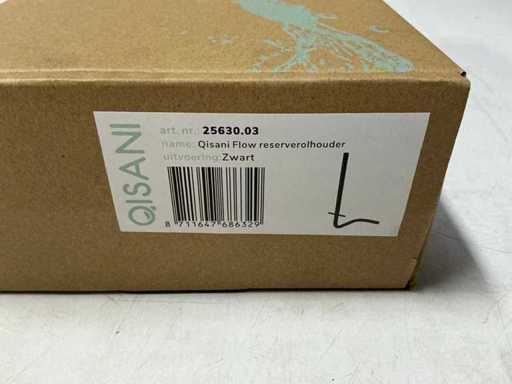 QISANI
art. nr.: 25630.03
name: Qisani Flow reserverolhouder
uitvoering: Zwart
8 711647 686329